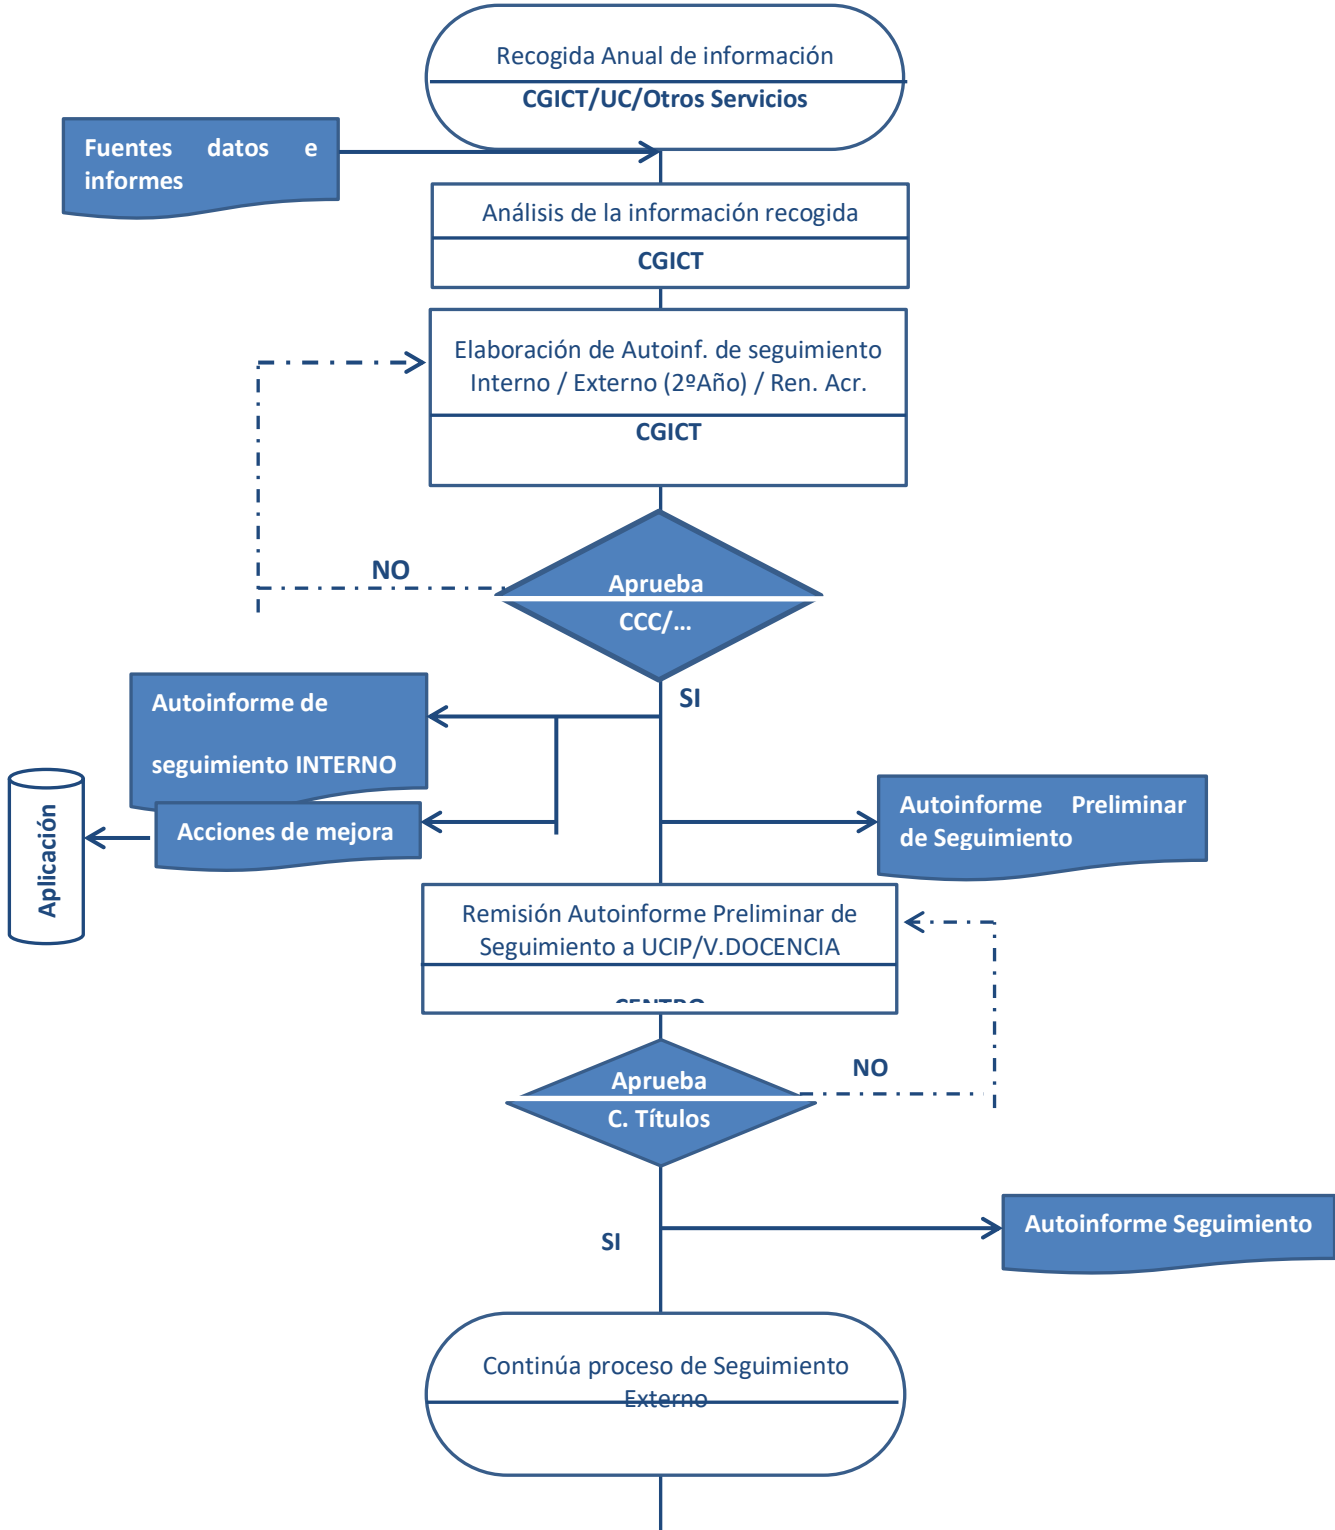 Recogida Anual de información
CGICT/UC/Otros Servicios
Fuentes datos e
informes
Análisis de la información recogida
CGICT
Elaboración de Autoinf. de seguimiento
Interno / Externo (2ºAño) / Ren. Acr.
CGICT
NO
Aprueba
CCC/...
SI
Autoinforme de
seguimiento INTERNO
Aplicación
Acciones de mejora
Autoinforme Preliminar
de Seguimiento
Remisión Autoinforme Preliminar de
Seguimiento a UCIP/V.DOCENCIA
CENTRO
Aprueba
C. Títulos
NO
SI
Autoinforme Seguimiento
Continúa proceso de Seguimiento
Externo